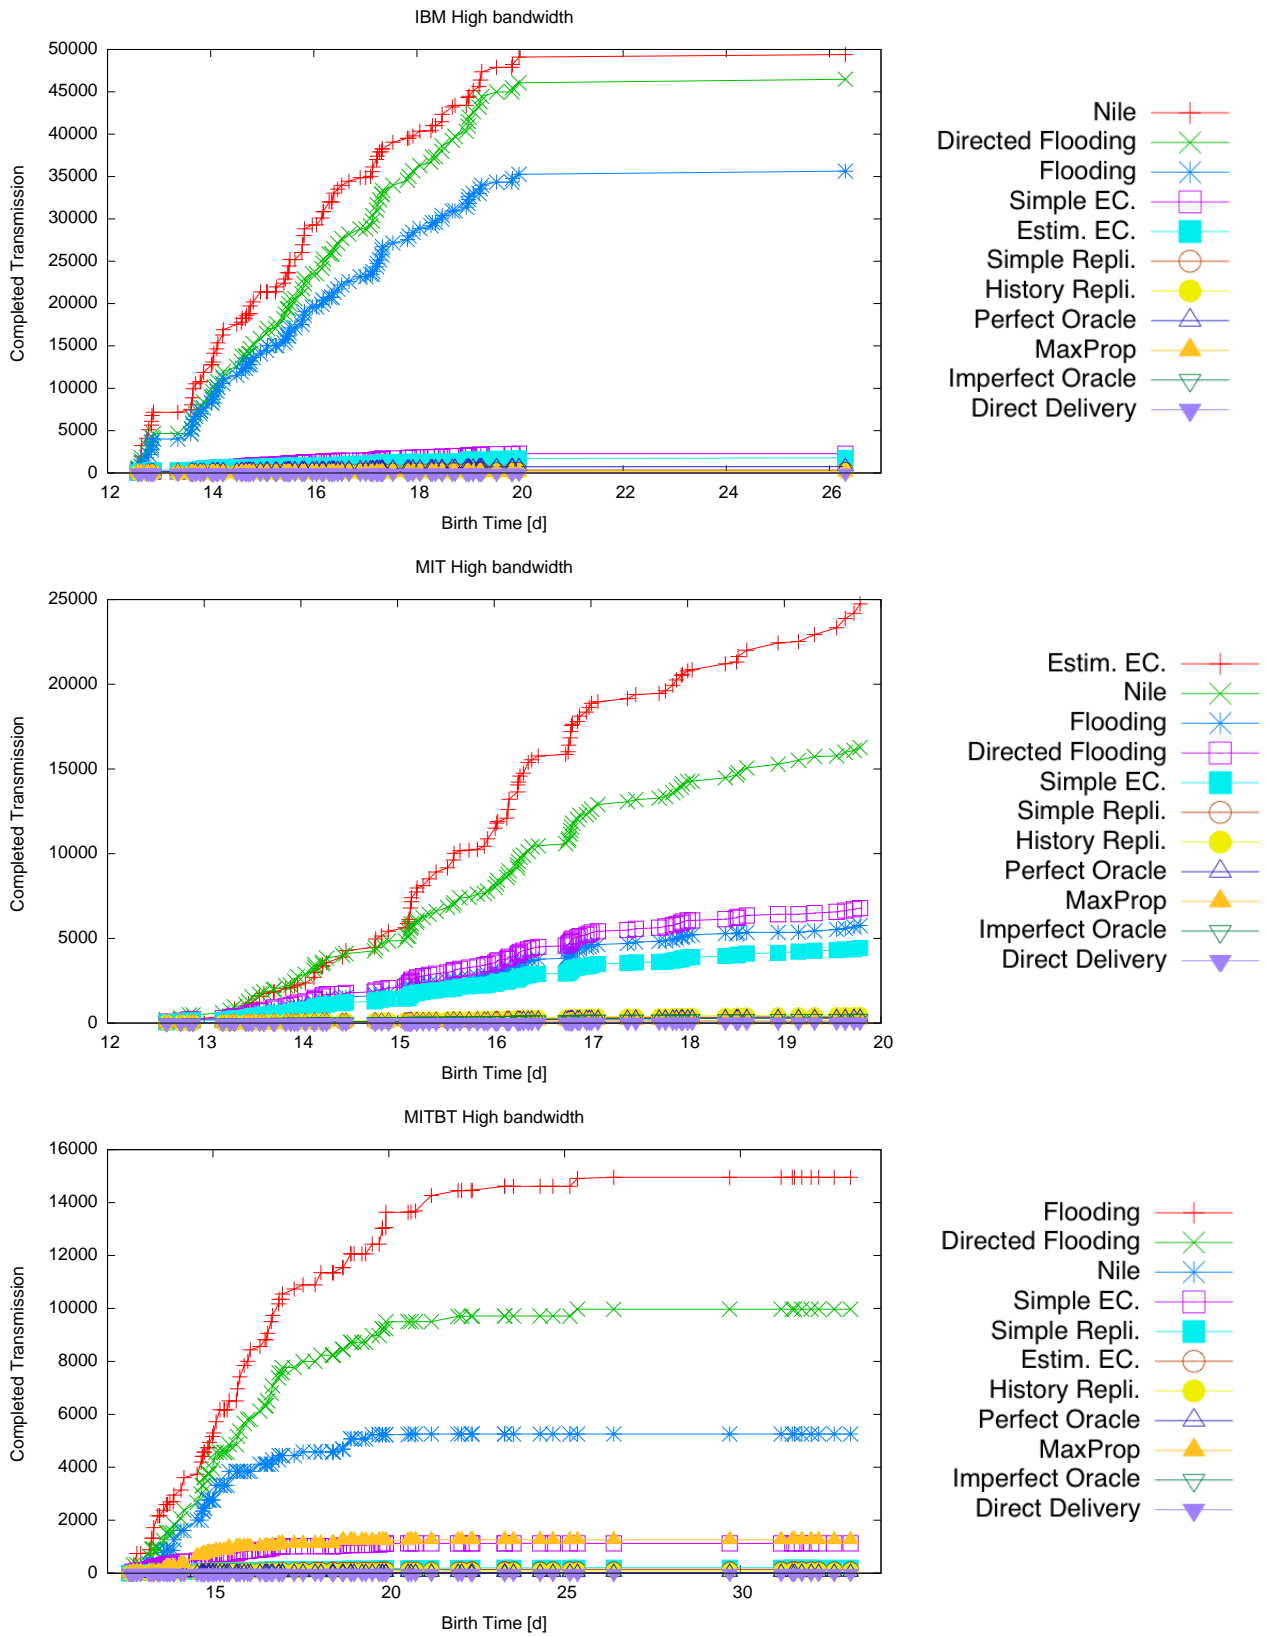 IBM High bandwidth
50000
45000
40000
35000
30000
25000
20000
15000
10000
5000
0
Completed Transmission
12 14 16 18 20 22 24 26
Birth Time [d]
Nile
Directed Flooding
Flooding
Simple EC.
Estim. EC.
Simple Repli.
History Repli.
Perfect Oracle
MaxProp
Imperfect Oracle
Direct Delivery
MIT High bandwidth
25000
20000
15000
10000
5000
0
Completed Transmission
12 13 14 15 16 17 18 19 20
Birth Time [d]
Estim. EC.
Nile
Flooding
Directed Flooding
Simple EC.
Simple Repli.
History Repli.
Perfect Oracle
MaxProp
Imperfect Oracle
Direct Delivery
MITBT High bandwidth
16000
14000
12000
10000
8000
6000
4000
2000
0
Completed Transmission
15 20 25 30
Birth Time [d]
Flooding
Directed Flooding
Nile
Simple EC.
Simple Repli.
Estim. EC.
History Repli.
Perfect Oracle
MaxProp
Imperfect Oracle
Direct Delivery